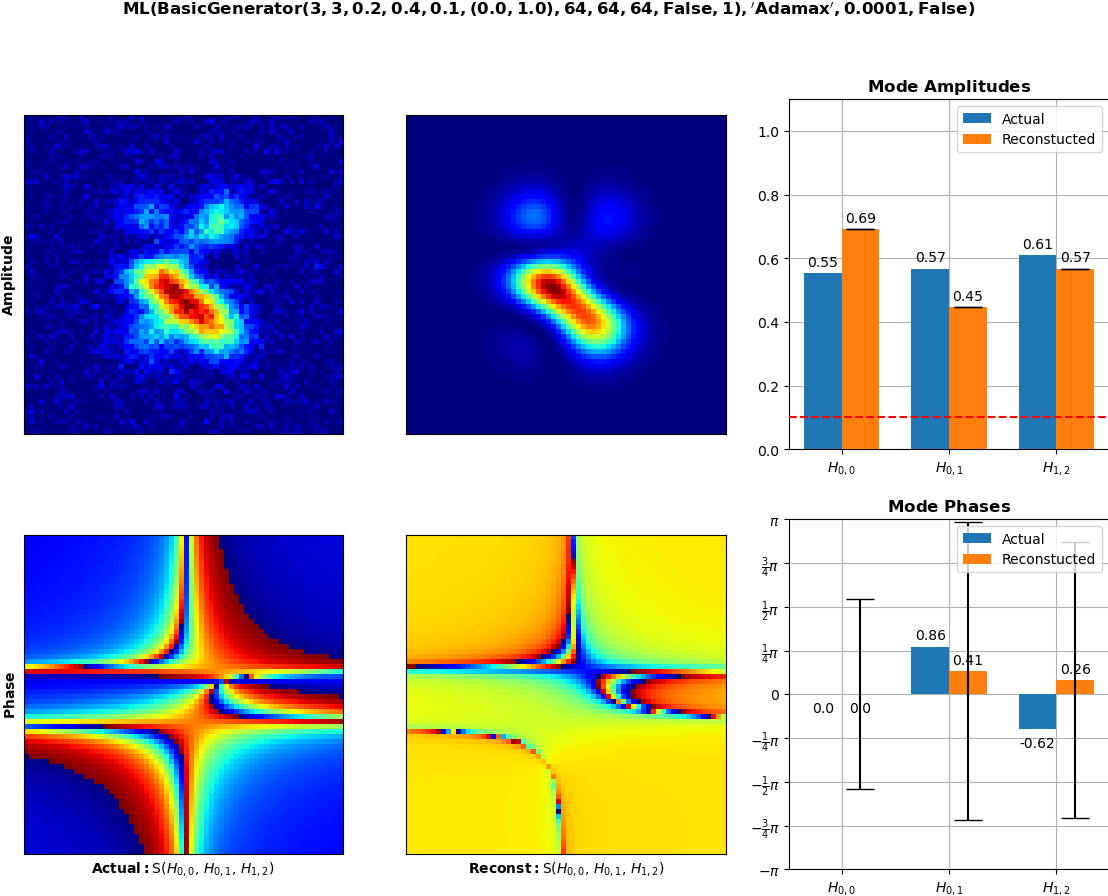 ML(BasicGenerator(3, 3, 0.2, 0.4, 0.1, (0.0, 1.0), 64, 64, 64, False, 1), ′Adamax′, 0.0001, False)
Mode Amplitudes
Amplitude
1.0
0.8
0.6
0.4
0.2
0.0
Actual
Reconstucted
0.55
0.69
0.57
0.45
0.61
0.57
H0,0
H0,1
H1,2
Mode Phases
Phase
π
3/4π
1/2π
1/4π
0
−1/4π
−1/2π
−3/4π
−π
Actual
Reconstucted
0.0
0.0
0.86
0.41
-0.62
0.26
H0,0
H0,1
H1,2
Actual: S(H0,0, H0,1, H1,2)
Reconst: S(H0,0, H0,1, H1,2)